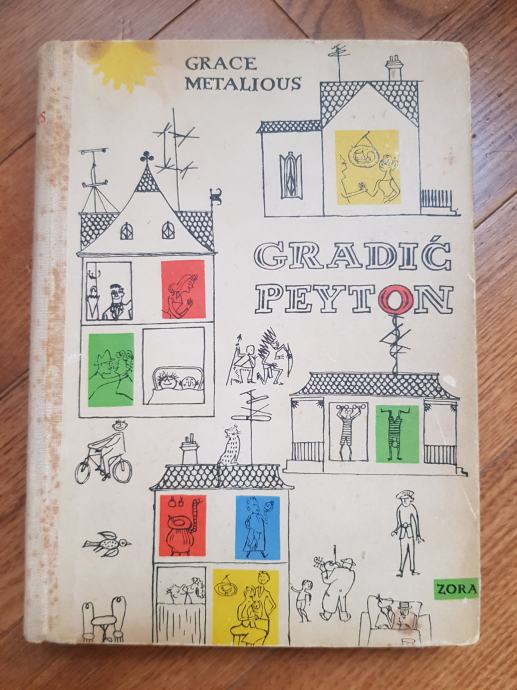 GRACE
METALIOUS
GRADIĆ
PEYTON
ZORA
S